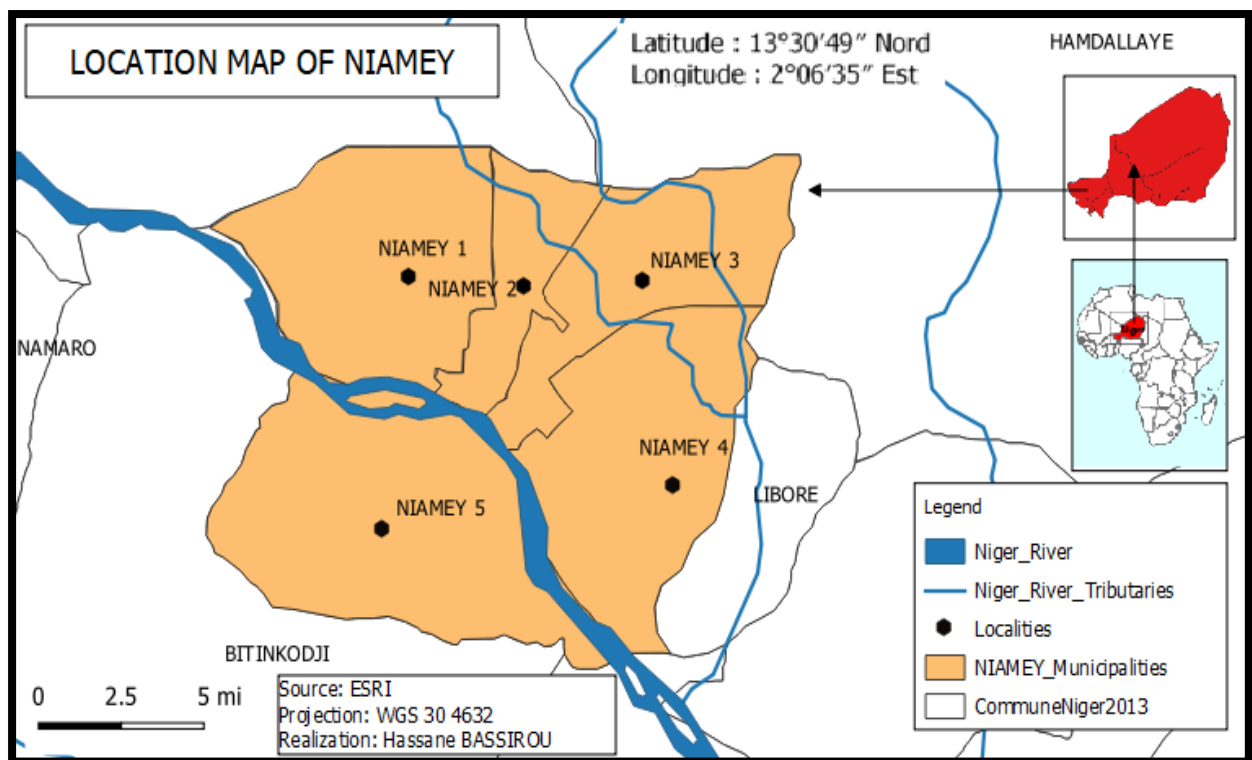 LOCATION MAP OF NIAMEY
Latitude : 13°30’49” Nord
Longitude : 2°06’35” Est
HAMDALLAYE
NIAMEY 1
NIAMEY 2
NIAMEY 3
NAMARO
Niger
NIAMEY 4
LIBORE
NIAMEY 5
BITINKODJI
0 2.5 5 mi
Source: ESRI
Projection: WGS 30 4632
Realization: Hassane BASSIROU
Legend
Niger_River
Niger_River_Tributaries
Localities
NIAMEY_Municipalities
CommuneNiger2013